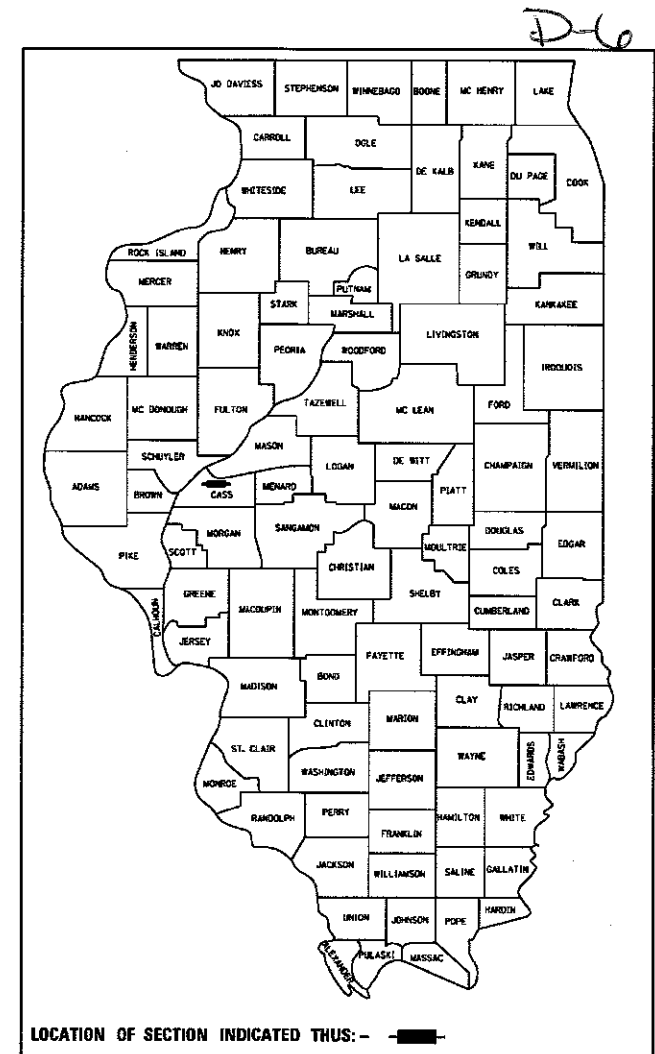 D-6
JO DAVIESS STEPHENSON WINNEBAGO BOONE MC HENRY LAKE
CARROLL OGLE DE KALB KANE DU PAGE COOK
WHITESIDE LEE
KENDALL
ROCK ISLAND HENRY BUREAU LA SALLE WILL
MERCER PUTNAM GRUNDY
STARK KANKAKEE
HENDERSON WARREN KNOX MARSHALL LIVINGSTON
PEORIA WOODFORD IROQUOIS
HANCOCK MC DONOUGH FULTON TAZEWELL MC LEAN FORD
SCHUYLER MASON
ADAMS BROWN CASS MENARD LOGAN DE WITT CHAMPAIGN VERMILION
PIATT
MACON
PIKE SCOTT MORGAN SANGAMON MOULTRIE DOUGLAS EDGAR
CHRISTIAN COLES
CALHOUN GREENE MACOUPIN MONTGOMERY SHELBY CUMBERLAND CLARK
JERSEY
FAYETTE EFFINGHAM JASPER CRAWFORD
MADISON BOND
CLAY RICHLAND LAWRENCE
CLINTON MARION
ST. CLAIR WAYNE EDWARDS WABASH
WASHINGTON JEFFERSON
MONROE
RANDOLPH PERRY HAMILTON WHITE
FRANKLIN
JACKSON WILLIAMSON SALINE GALLATIN
UNION JOHNSON POPE HARDIN
ALEXANDER PULASKI MASSAC
LOCATION OF SECTION INDICATED THUS: -